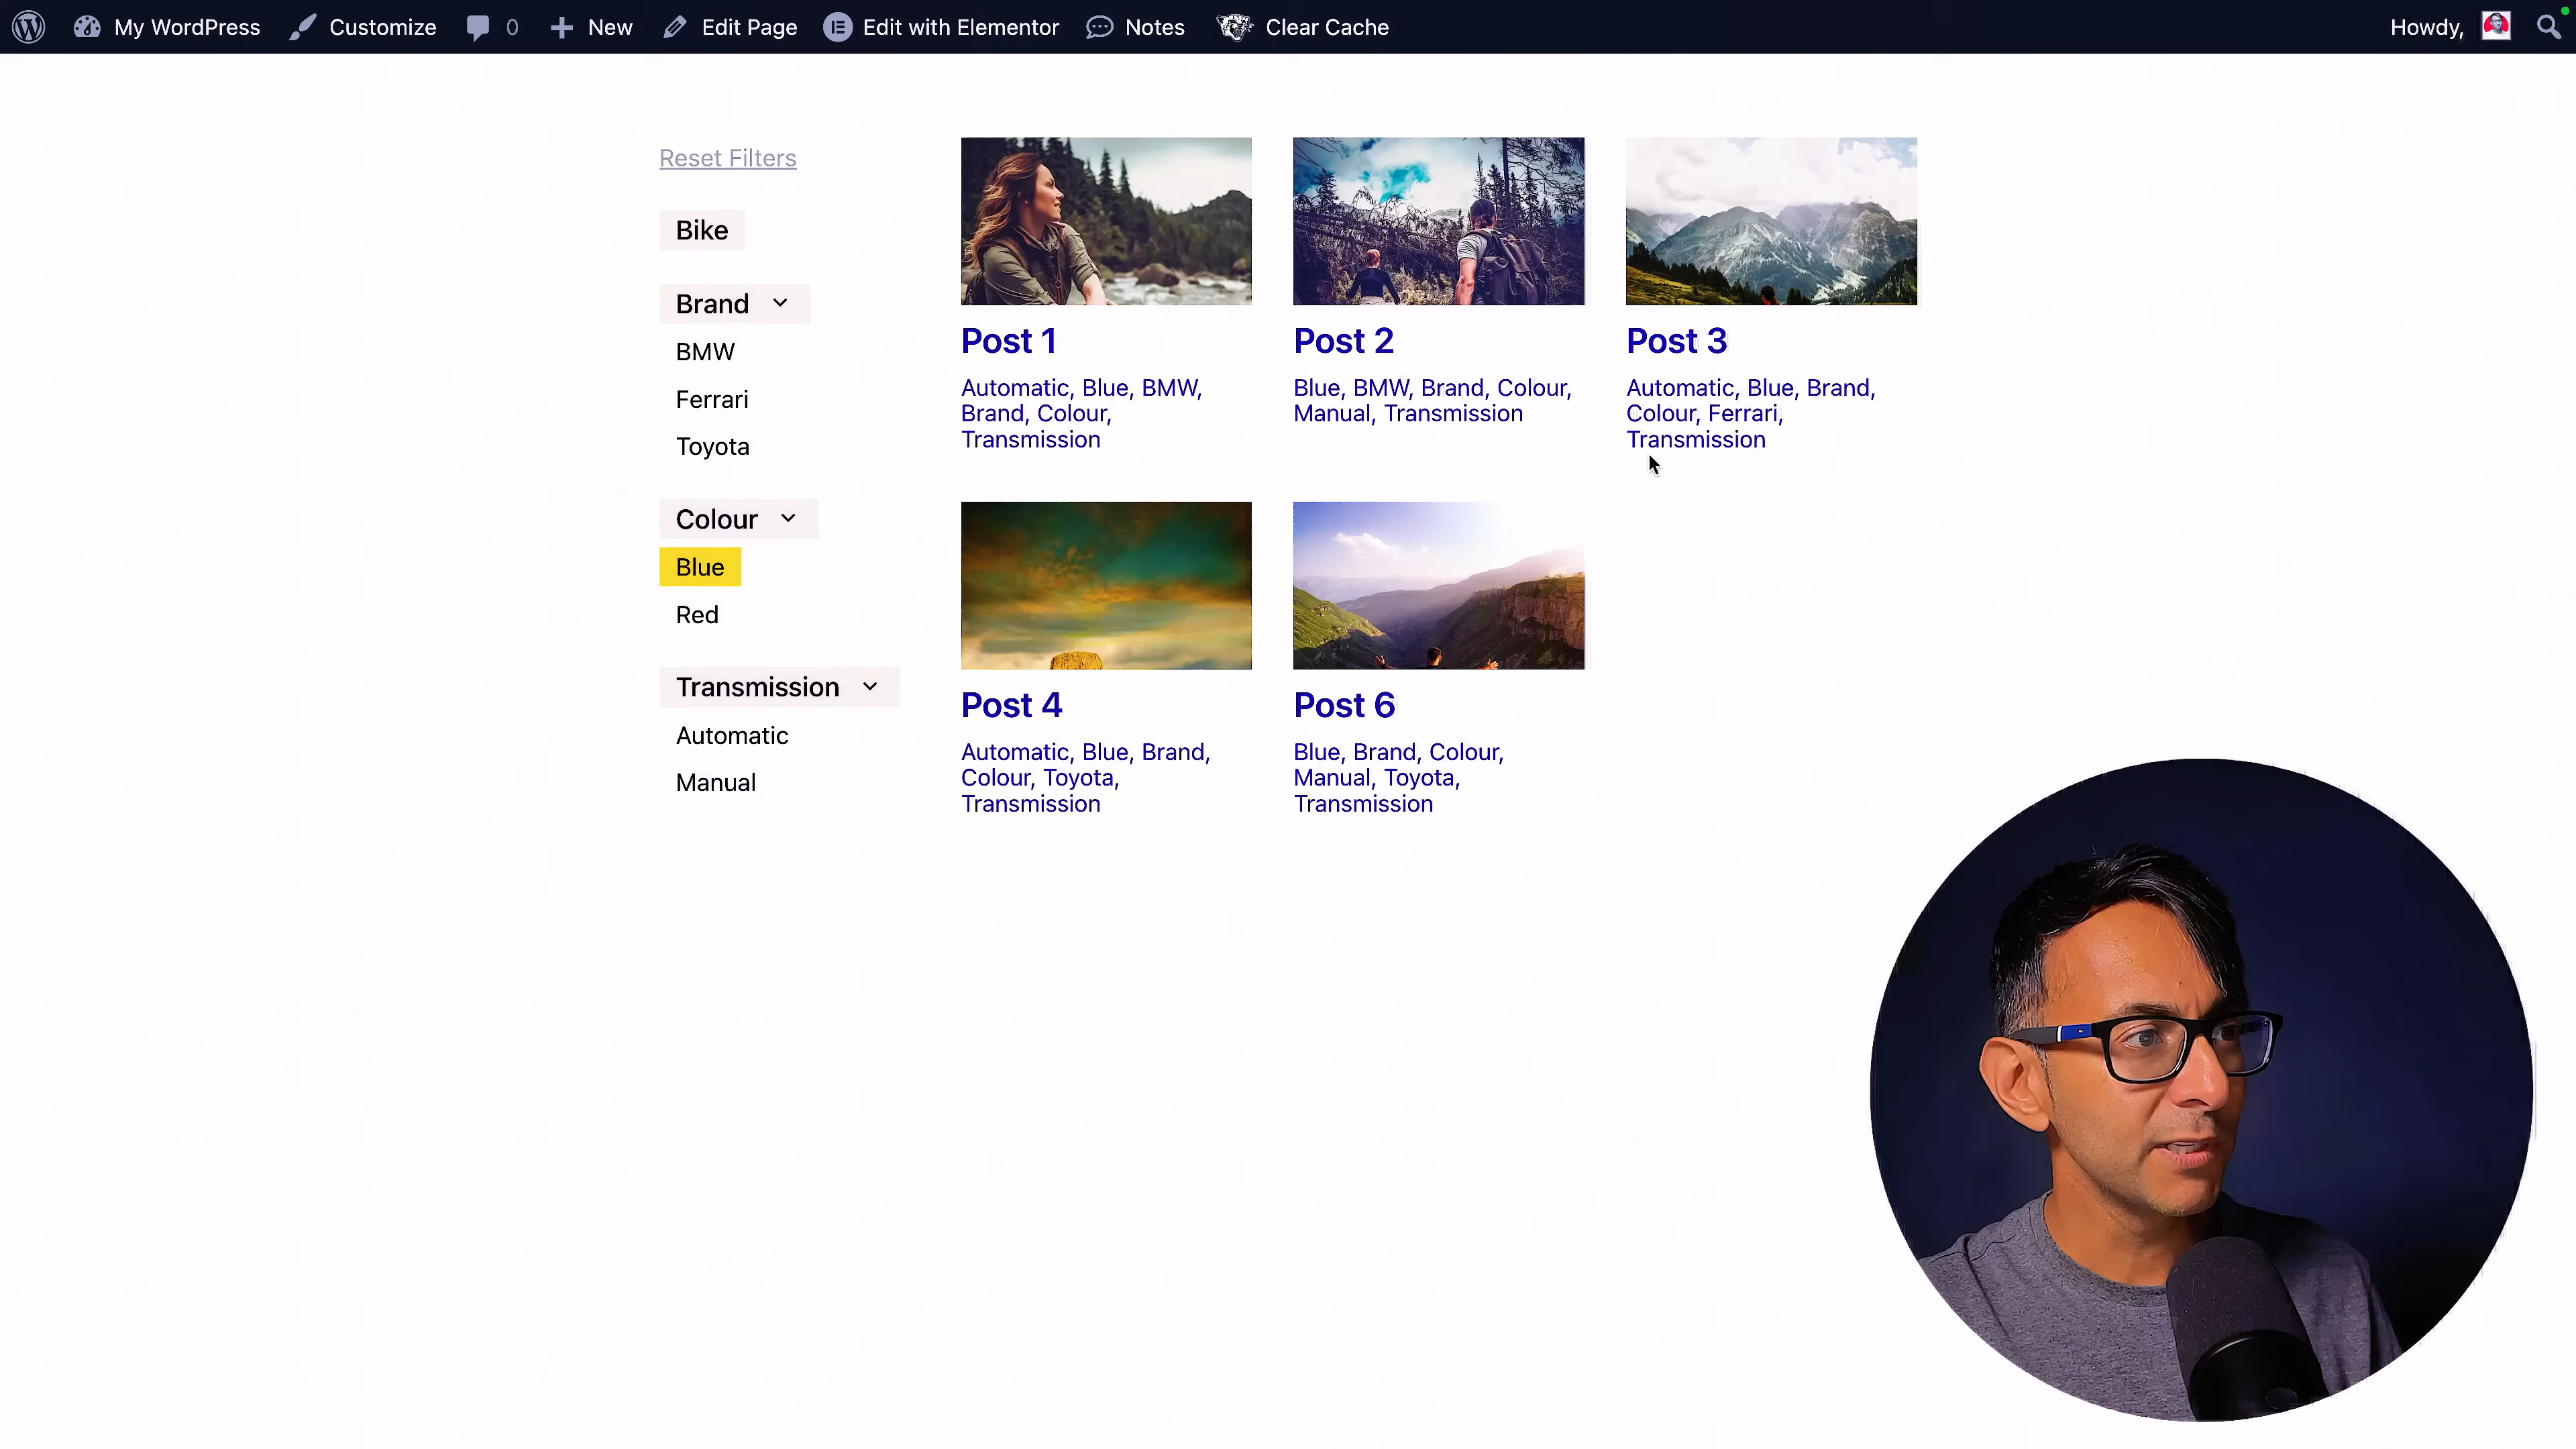 My WordPress Customize 0 New Edit Page Edit with Elementor Notes Clear Cache Howdy,
Reset Filters
Bike
Brand
BMW
Ferrari
Toyota
Colour
Blue
Red
Transmission
Automatic
Manual
Post 1
Automatic, Blue, BMW,
Brand, Colour,
Transmission
Post 2
Blue, BMW, Brand, Colour,
Manual, Transmission
Post 3
Automatic, Blue, Brand,
Colour, Ferrari,
Transmission
Post 4
Automatic, Blue, Brand,
Colour, Toyota,
Transmission
Post 6
Blue, Brand, Colour,
Manual, Toyota,
Transmission